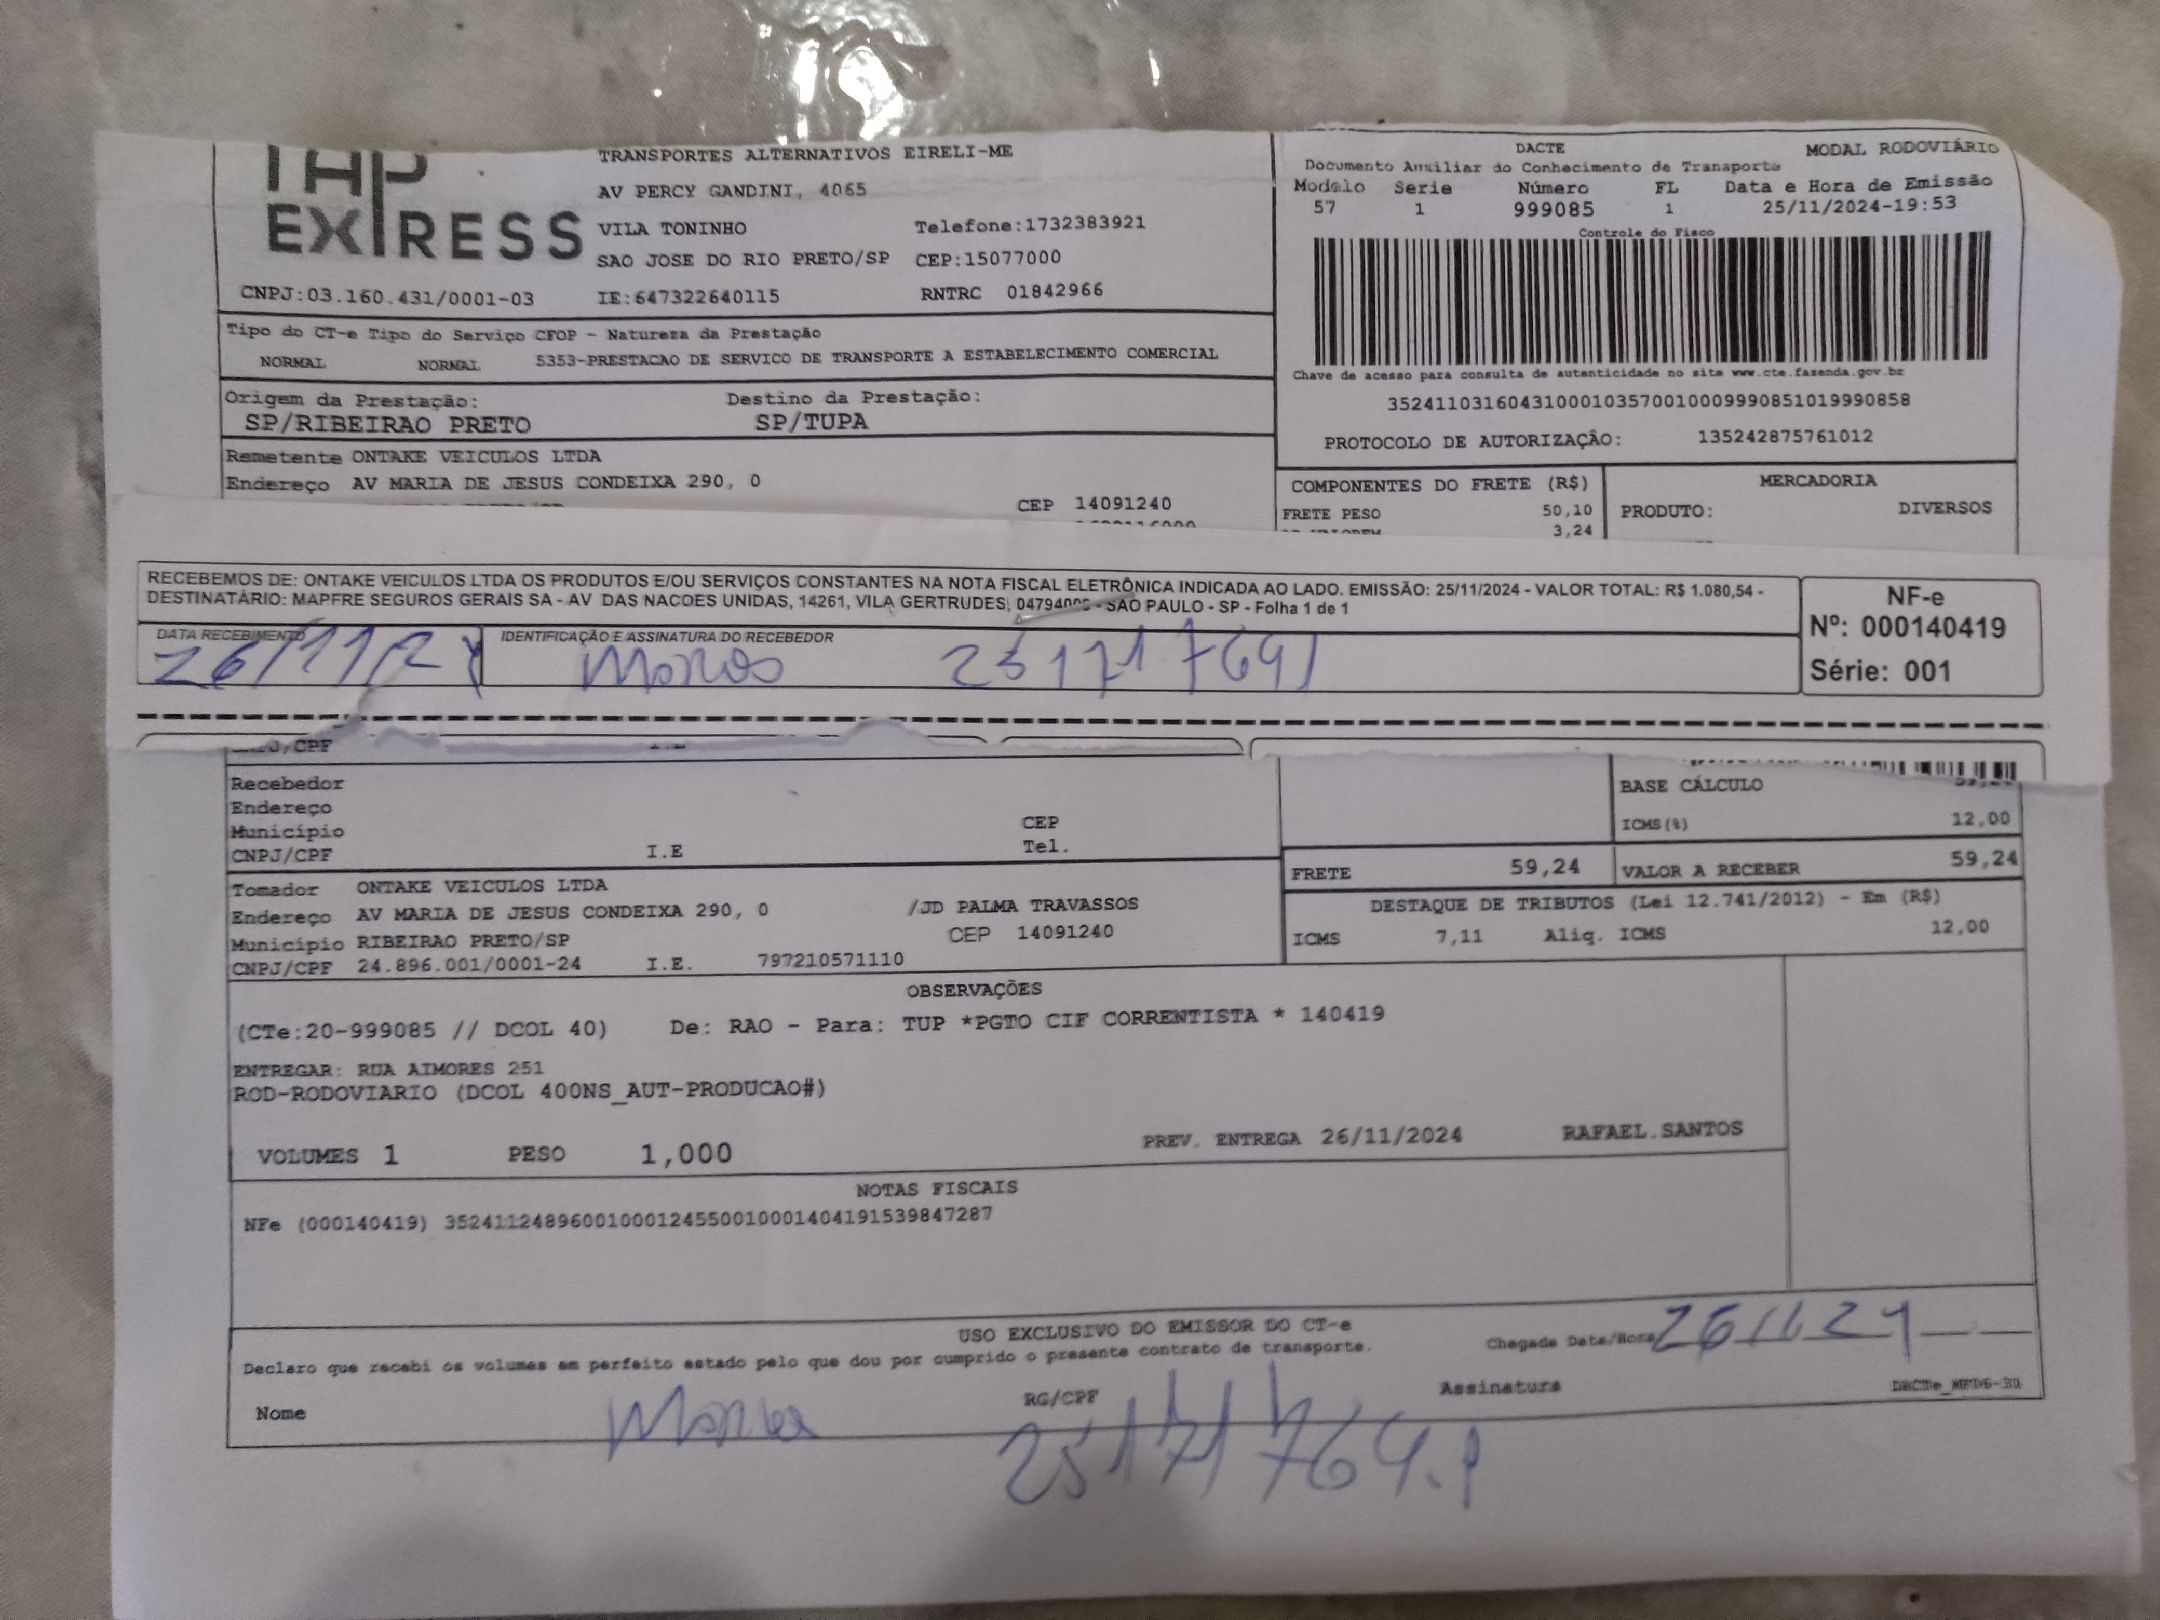 TAP
EXPRESS
TRANSPORTES ALTERNATIVOS EIRELI-ME
AV PERCY GANDINI, 4065
VILA TONINHO Telefone:1732383921
SAO JOSE DO RIO PRETO/SP CEP:15077000
CNPJ:03.160.431/0001-03 IE:647322640115 RNTRC 01842966
DACTE MODAL RODOVIÁRIO
Documento Auxiliar do Conhecimento de Transporte
Modelo Serie Número FL Data e Hora de Emissão
57 1 999085 1 25/11/2024-19:53
Controle do Fisco
Chave de acesso para consulta de autenticidade no site www.cte.fazenda.gov.br
35241103160431000103570010009990851019990858
PROTOCOLO DE AUTORIZAÇÃO: 135242875761012
Tipo do CT-e Tipo do Serviço CFOP - Natureza da Prestação
NORMAL NORMAL 5353-PRESTACAO DE SERVICO DE TRANSPORTE A ESTABELECIMENTO COMERCIAL
Origem da Prestação: Destino da Prestação:
SP/RIBEIRAO PRETO SP/TUPA
Remetente ONTAKE VEICULOS LTDA
Endereço AV MARIA DE JESUS CONDEIXA 290, 0
CEP 14091240
COMPONENTES DO FRETE (R$) MERCADORIA
FRETE PESO 50,10 PRODUTO: DIVERSOS
3,24
RECEBEMOS DE: ONTAKE VEICULOS LTDA OS PRODUTOS E/OU SERVIÇOS CONSTANTES NA NOTA FISCAL ELETRÔNICA INDICADA AO LADO. EMISSÃO: 25/11/2024 - VALOR TOTAL: R$ 1.080,54 -
DESTINATÁRIO: MAPFRE SEGUROS GERAIS SA - AV DAS NACOES UNIDAS, 14261, VILA GERTRUDES, - SAO PAULO - SP - Folha 1 de 1
NF-e
Nº: 000140419
Série: 001
DATA RECEBIMENTO IDENTIFICAÇÃO E ASSINATURA DO RECEBEDOR
26/11/24
CNPJ/CPF I.E
Recebedor
Endereço
Município CEP
CNPJ/CPF I.E Tel.
BASE CÁLCULO
ICMS(%) 12,00
FRETE 59,24 VALOR A RECEBER 59,24
Tomador ONTAKE VEICULOS LTDA
Endereço AV MARIA DE JESUS CONDEIXA 290, 0 /JD PALMA TRAVASSOS
Município RIBEIRAO PRETO/SP CEP 14091240
CNPJ/CPF 24.896.001/0001-24 I.E. 797210571110
DESTAQUE DE TRIBUTOS (Lei 12.741/2012) - Em (R$)
ICMS 7,11 Aliq. ICMS 12,00
OBSERVAÇÕES
(CTe:20-999085 // DCOL 40) De: RAO - Para: TUP *PGTO CIF CORRENTISTA * 140419
ENTREGAR: RUA AIMORES 251
ROD-RODOVIARIO (DCOL 400NS_AUT-PRODUCAO#)
VOLUMES 1 PESO 1,000 PREV. ENTREGA 26/11/2024 RAFAEL.SANTOS
NOTAS FISCAIS
NFe (000140419) 35241124896001000124550010001404191539847287
USO EXCLUSIVO DO EMISSOR DO CT-e
Declaro que recebi os volumes em perfeito estado pelo que dou por cumprido o presente contrato de transporte.
Chegada Data/Hora 26/11/24
Nome RG/CPF Assinatura